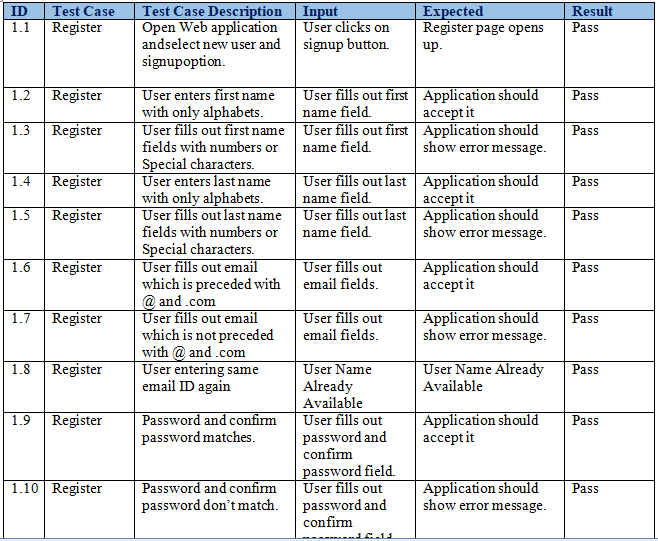 ID Test Case Test Case Description Input Expected Result
1.1 Register Open Web application User clicks on Register page opens Pass
andselect new user and signup button. up.
signupoption.
1.2 Register User enters first name User fills out first Application should Pass
with only alphabets. name field. accept it
1.3 Register User fills out first name User fills out first Application should Pass
fields with numbers or name field. show error message.
Special characters.
1.4 Register User enters last name User fills out last Application should Pass
with only alphabets. name field. accept it
1.5 Register User fills out last name User fills out last Application should Pass
fields with numbers or name field. show error message.
Special characters.
1.6 Register User fills out email User fills out Application should Pass
which is preceded with email fields. accept it
@ and .com
1.7 Register User fills out email User fills out Application should Pass
which is not preceded email fields. show error message.
with @ and .com
1.8 Register User entering same User Name User Name Already Pass
email ID again Already Available
Available
1.9 Register Password and confirm User fills out Application should Pass
password matches. password and accept it
confirm
password field.
1.10 Register Password and confirm User fills out Application should Pass
password don't match. password and show error message.
confirm